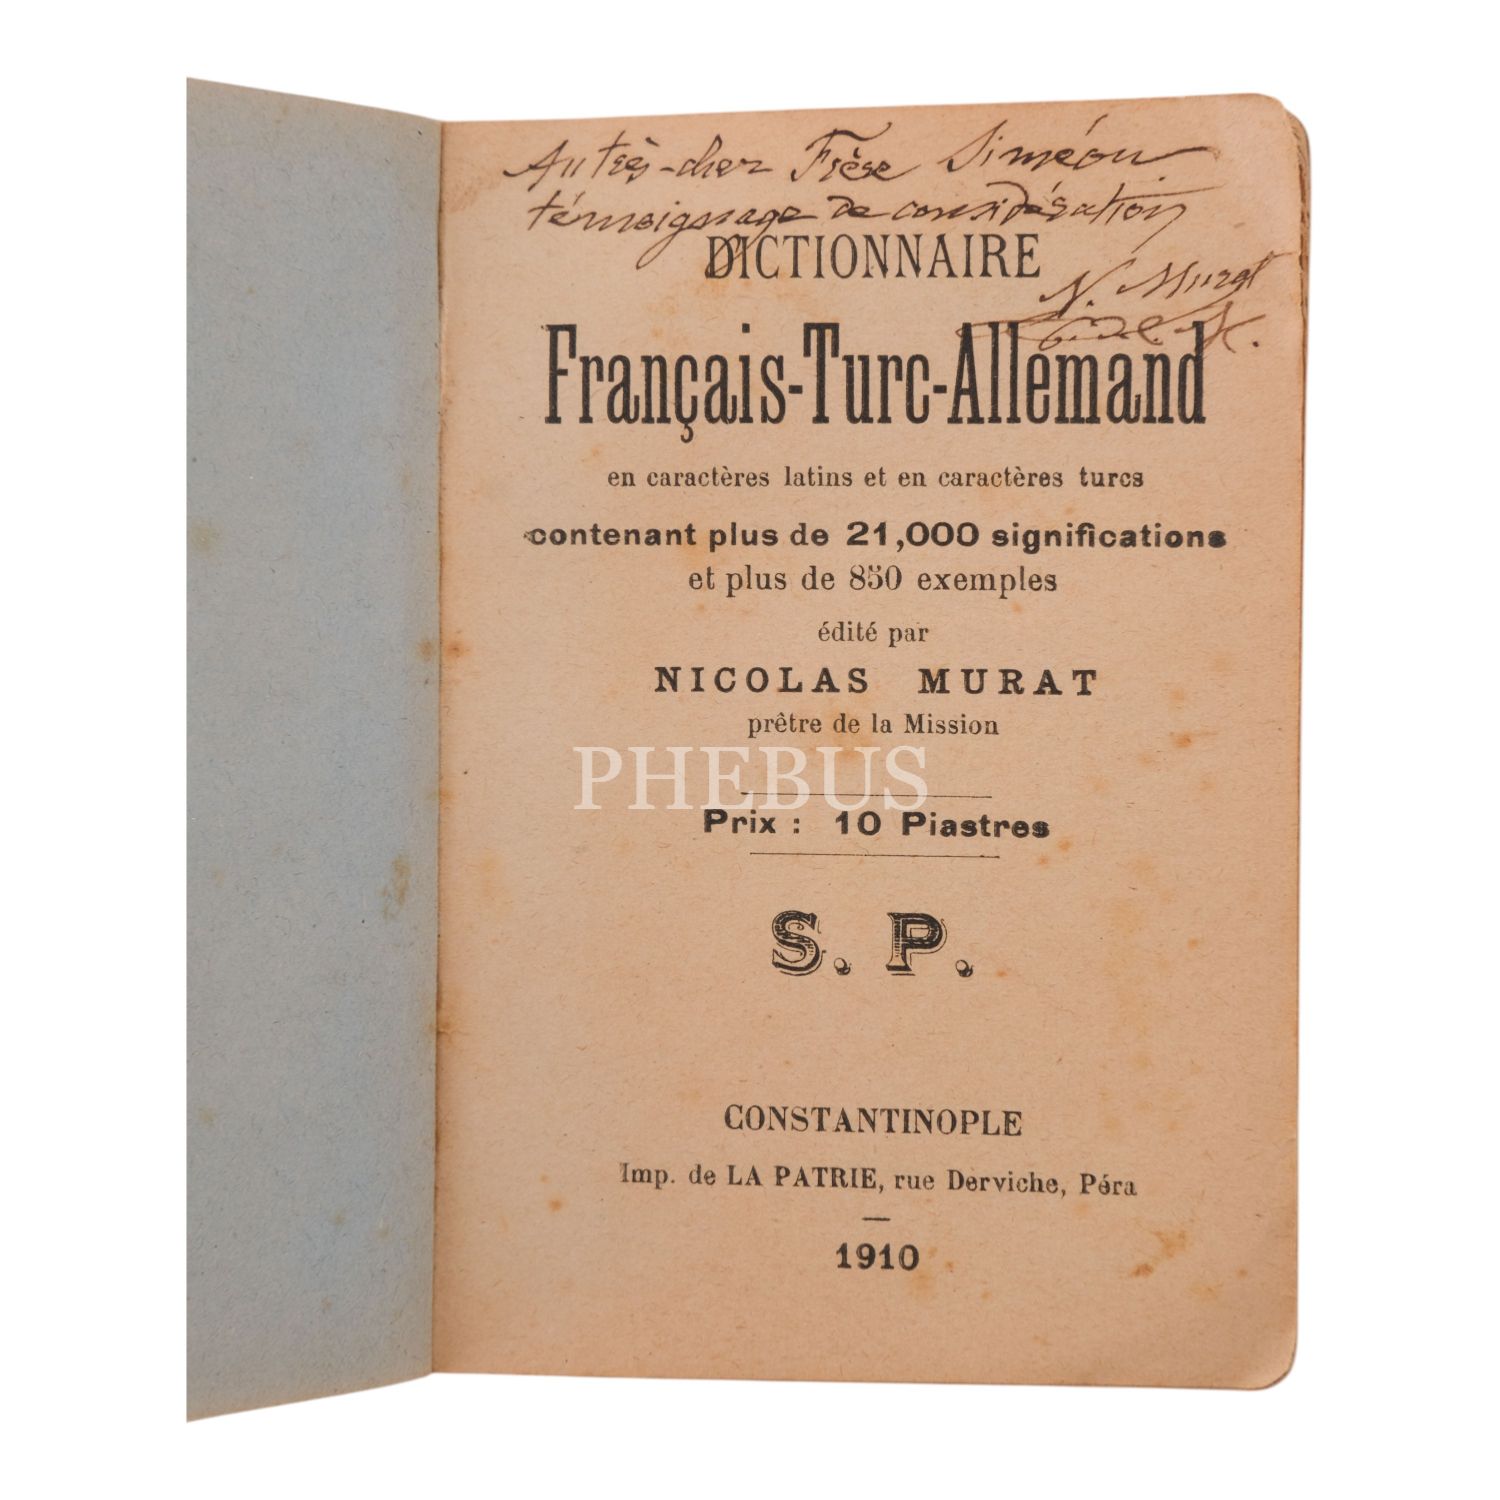 Au très-cher Frère Siméon.
témoignage de considération
N. Murat
DICTIONNAIRE
Français-Turc-Allemand
en caractères latins et en caractères turcs
contenant plus de 21,000 significations
et plus de 850 exemples
édité par
NICOLAS MURAT
prêtre de la Mission
PHEBUS
Prix : 10 Piastres
S. P.
CONSTANTINOPLE
Imp. de LA PATRIE, rue Derviche, Péra
1910